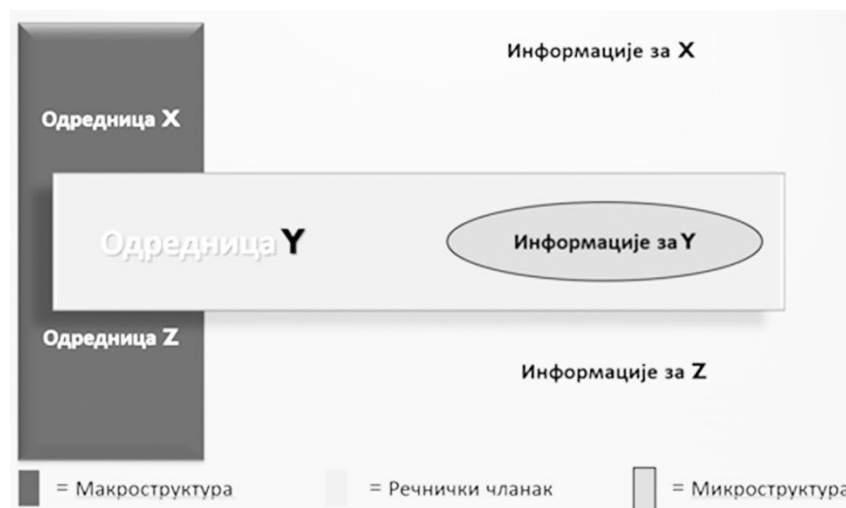 Информације за X
Одредница X
Одредница Y
Информације за Y
Одредница Z
Информације за Z
= Макроструктура
= Речнички чланак
= Микроструктура